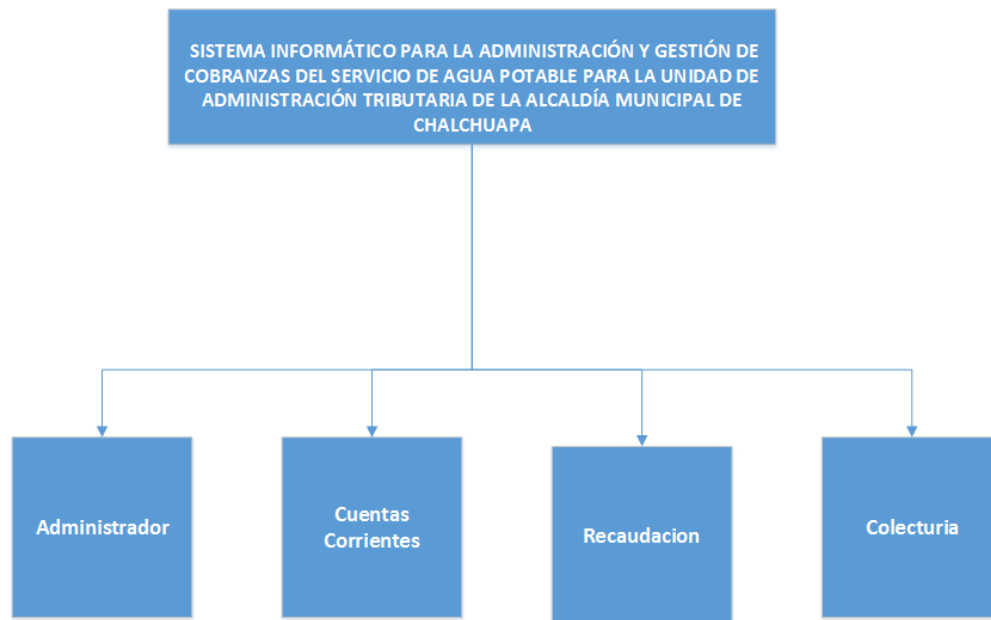 SISTEMA INFORMÁTICO PARA LA ADMINISTRACIÓN Y GESTIÓN DE
COBRANZAS DEL SERVICIO DE AGUA POTABLE PARA LA UNIDAD DE
ADMINISTRACIÓN TRIBUTARIA DE LA ALCALDÍA MUNICIPAL DE
CHALCHUAPA
Administrador
Cuentas
Corrientes
Recaudacion
Colecturia